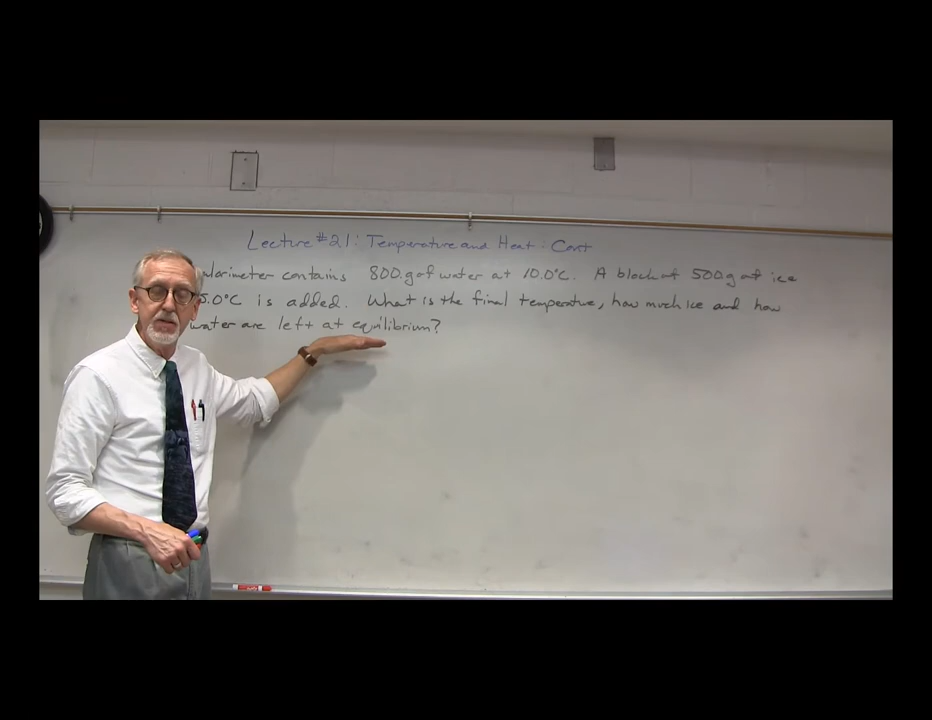 Lecture #21: Temperature and Heat: Cont
contains 800.g of water at 10.0°C. A block of 500.g of ice
5.0°C is added. What is the final temperature, how much ice and how
water are left at equilibrium?